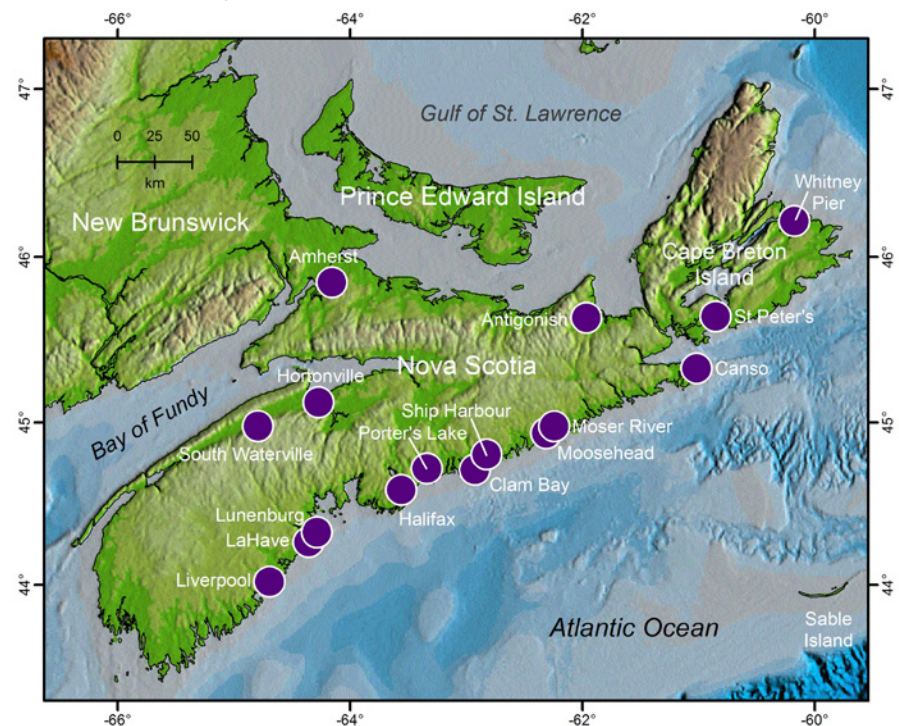 -66° -64° -62° -60°
47° 47°
Gulf of St. Lawrence
0 25 50
km
Whitney
Pier
Prince Edward Island
New Brunswick
46° 46°
Amherst
Cape Breton
Island
Antigonish
St Peter's
Nova Scotia
Canso
Hortonville
Bay of Fundy
Ship Harbour
45° 45°
Porter's Lake
Moser River
South Waterville
Moosehead
Clam Bay
Lunenburg
Halifax
LaHave
Liverpool
44° 44°
Atlantic Ocean
Sable
Island
-66° -64° -62° -60°